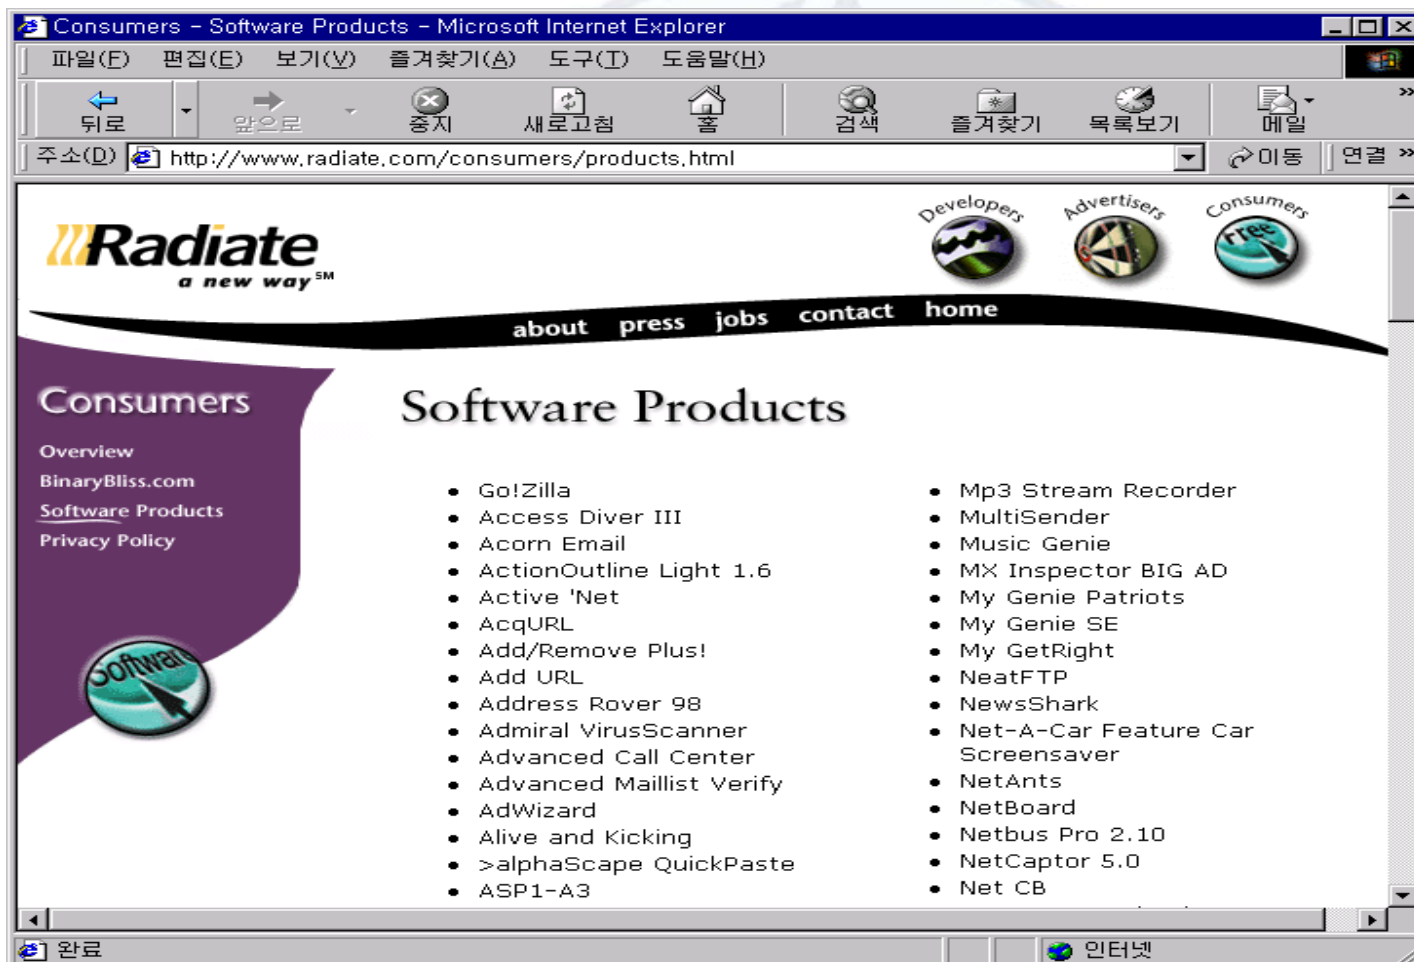 Consumers - Software Products - Microsoft Internet Explorer
파일(F) 편집(E) 보기(V) 즐겨찾기(A) 도구(T) 도움말(H)
뒤로 앞으로 중지 새로고침 홈 검색 즐겨찾기 목록보기 메일 »
주소(D) http://www.radiate.com/consumers/products.html 이동 연결 »
Developers Advertisers Consumers
Free
Radiate
a new way SM
about press jobs contact home
Consumers
Overview
BinaryBliss.com
Software Products
Privacy Policy
Software
Software Products
• Go!Zilla
• Access Diver III
• Acorn Email
• ActionOutline Light 1.6
• Active 'Net
• AcqURL
• Add/Remove Plus!
• Add URL
• Address Rover 98
• Admiral VirusScanner
• Advanced Call Center
• Advanced Maillist Verify
• AdWizard
• Alive and Kicking
• >alphaScape QuickPaste
• ASP1-A3
• Mp3 Stream Recorder
• MultiSender
• Music Genie
• MX Inspector BIG AD
• My Genie Patriots
• My Genie SE
• My GetRight
• NeatFTP
• NewsShark
• Net-A-Car Feature Car
Screensaver
• NetAnts
• NetBoard
• Netbus Pro 2.10
• NetCaptor 5.0
• Net CB
완료 인터넷